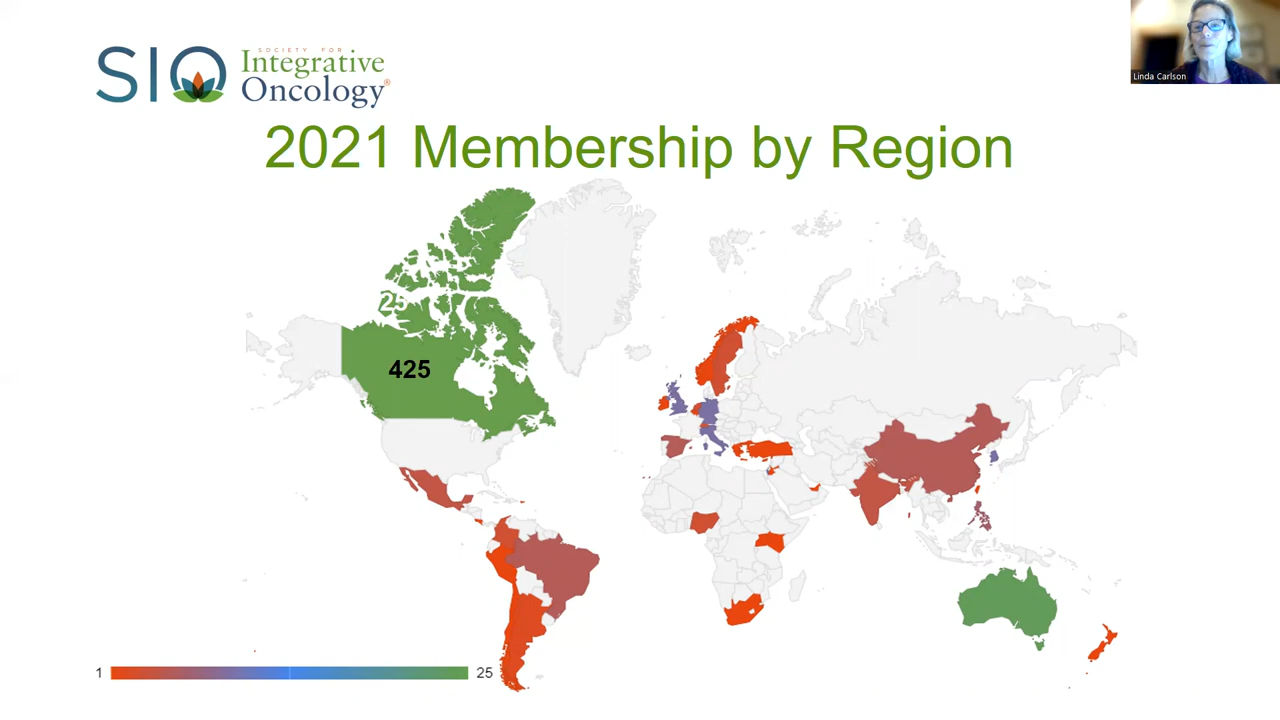 SIO
SOCIETY FOR
Integrative
Oncology®
Linda Carlson
2021 Membership by Region
25
425
1
25